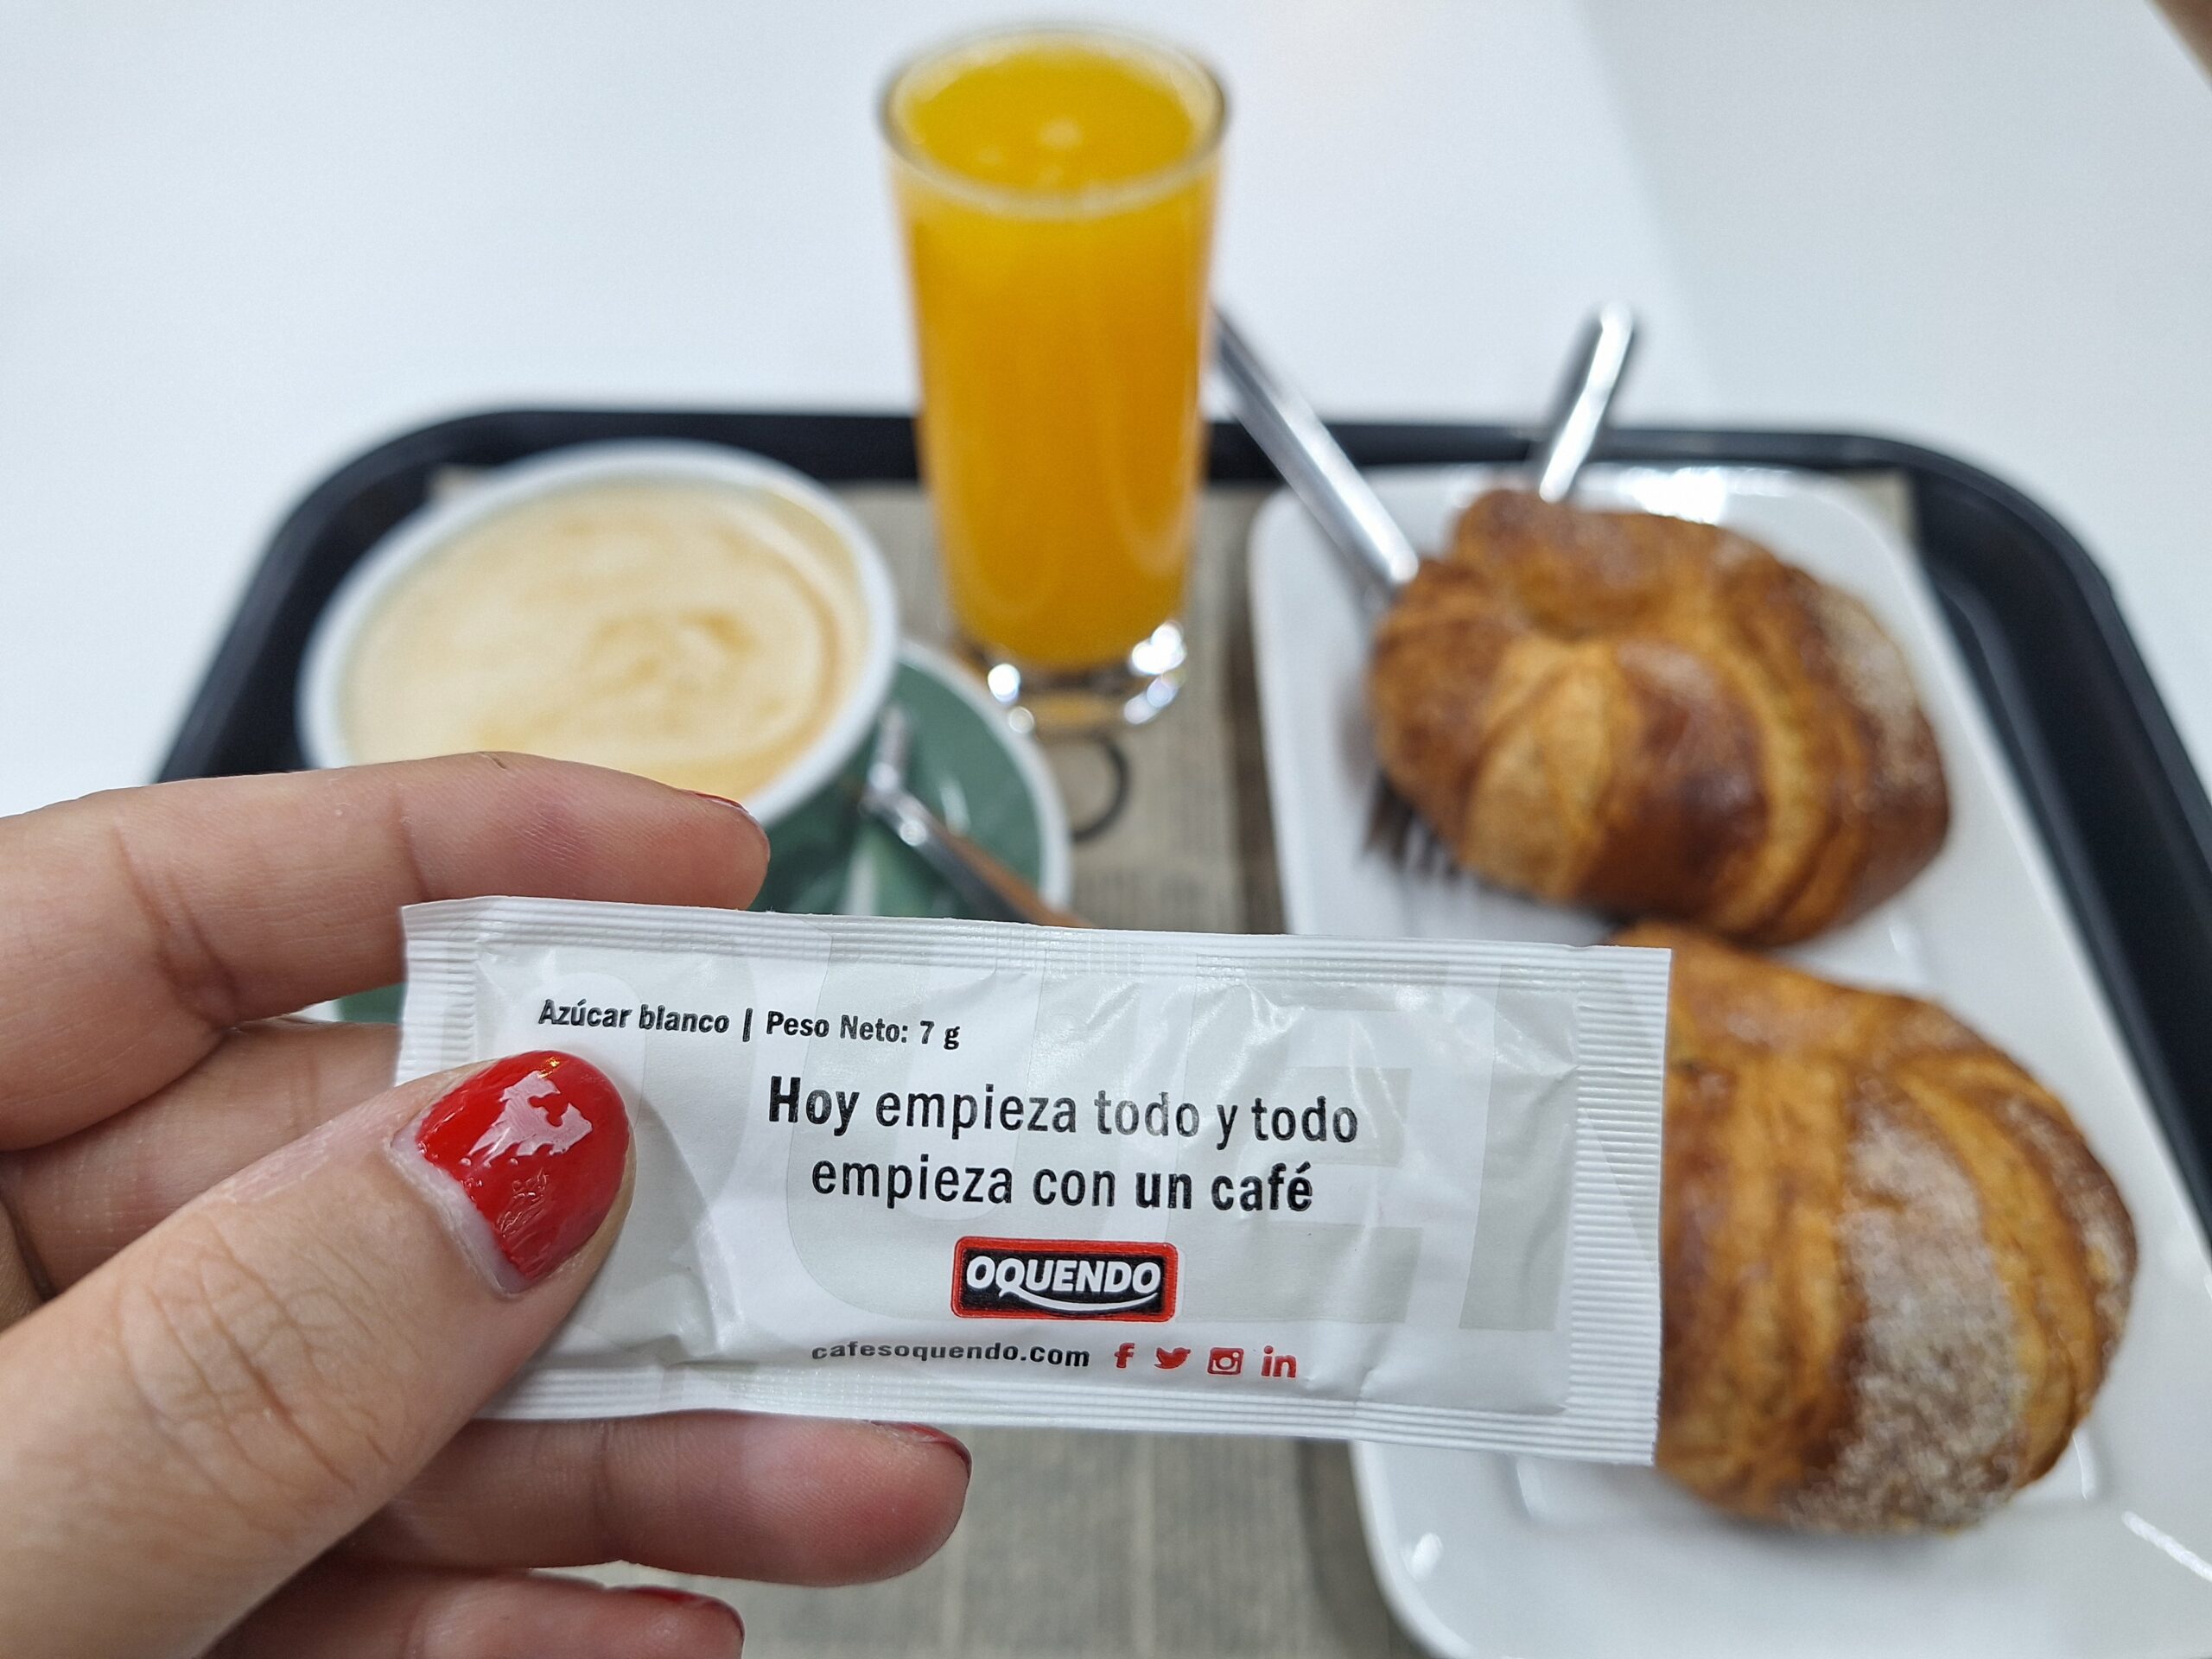 Azúcar blanco | Peso Neto: 7 g
Hoy empieza todo y todo
empieza con un café
OQUENDO
cafesoquendo.com